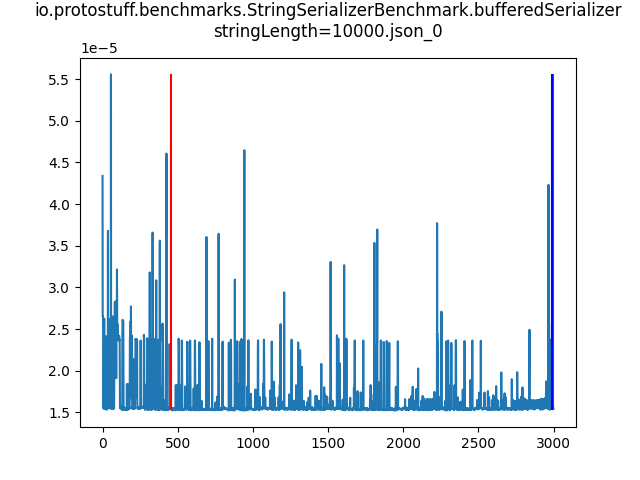 io.protostuff.benchmarks.StringSerializerBenchmark.bufferedSerializer
stringLength=10000.json_0
1e−5
5.5
5.0
4.5
4.0
3.5
3.0
2.5
2.0
1.5
0 500 1000 1500 2000 2500 3000